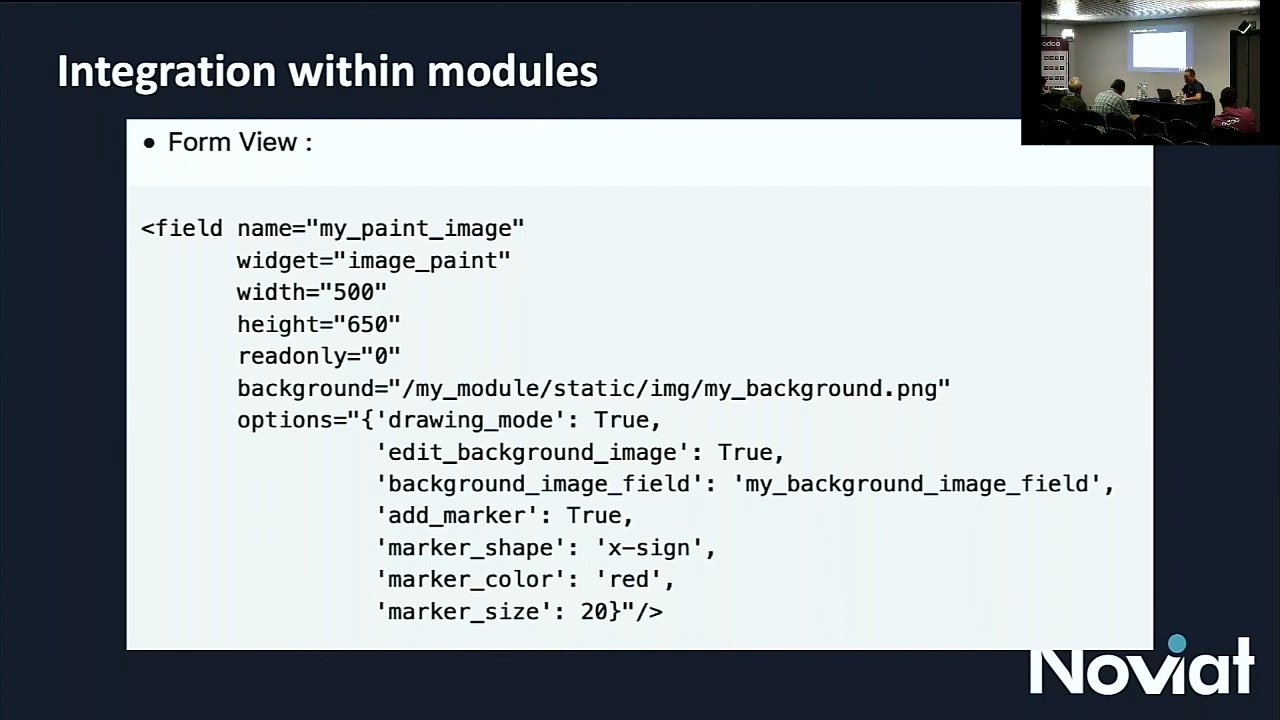 Integration within modules
odoo
• Form View :
<field name="my_paint_image"
widget="image_paint"
width="500"
height="650"
readonly="0"
background="/my_module/static/img/my_background.png"
options="{'drawing_mode': True,
'edit_background_image': True,
'background_image_field': 'my_background_image_field',
'add_marker': True,
'marker_shape': 'x-sign',
'marker_color': 'red',
'marker_size': 20}"/>
Noviat